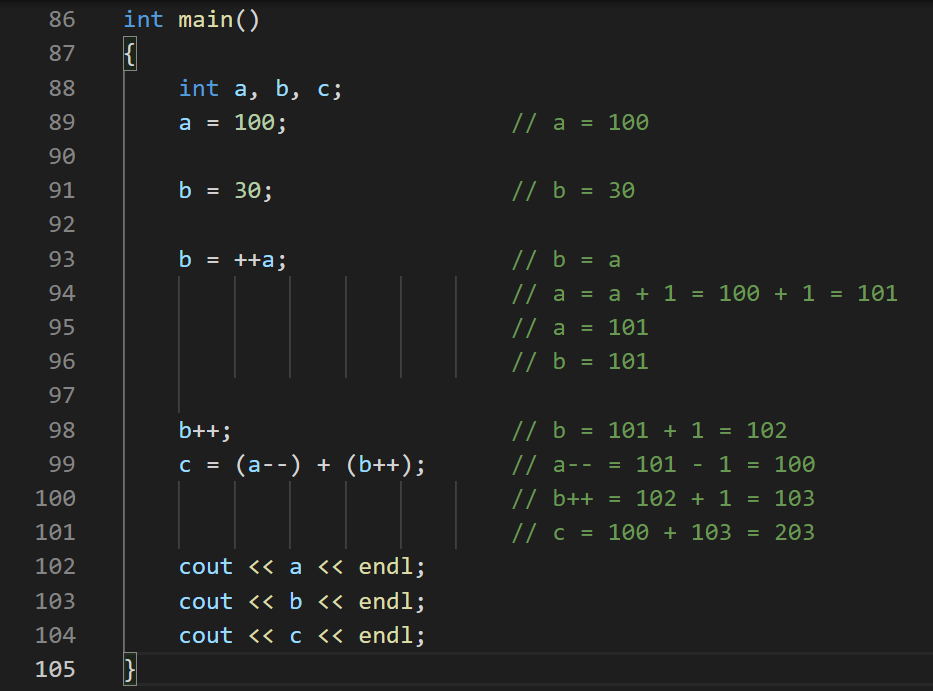 86 int main()
87 {
88 int a, b, c;
89 a = 100; // a = 100
90
91 b = 30; // b = 30
92
93 b = ++a; // b = a
94 // a = a + 1 = 100 + 1 = 101
95 // a = 101
96 // b = 101
97
98 b++; // b = 101 + 1 = 102
99 c = (a--) + (b++); // a-- = 101 - 1 = 100
100 // b++ = 102 + 1 = 103
101 // c = 100 + 103 = 203
102 cout << a << endl;
103 cout << b << endl;
104 cout << c << endl;
105 }